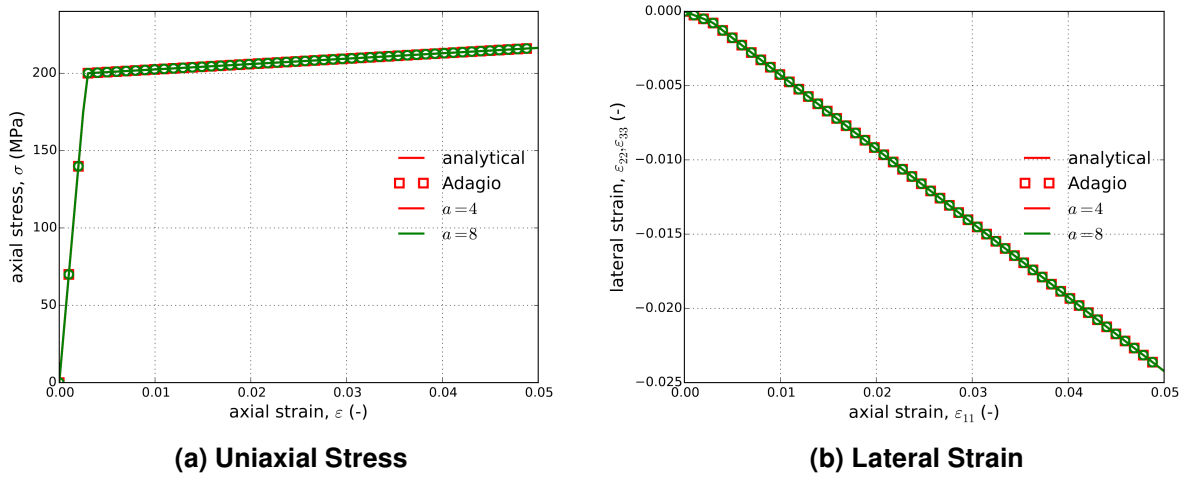 200
150
100
50
0
axial stress, σ (MPa)
analytical
Adagio
a = 4
a = 8
0.00 0.01 0.02 0.03 0.04 0.05
axial strain, ε (-)
(a) Uniaxial Stress
0.000
−0.005
−0.010
−0.015
−0.020
−0.025
lateral strain, ε₂₂,ε₃₃ (-)
analytical
Adagio
a = 4
a = 8
0.00 0.01 0.02 0.03 0.04 0.05
axial strain, ε₁₁ (-)
(b) Lateral Strain